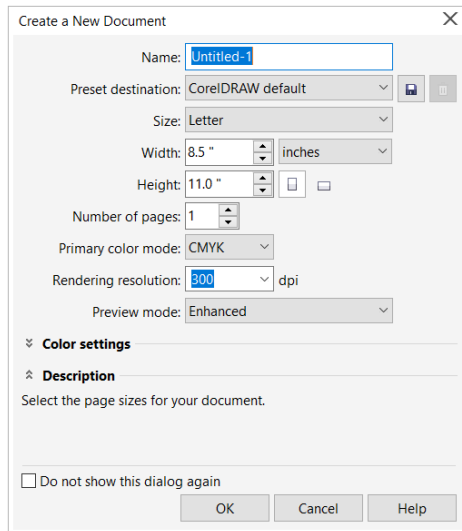 Create a New Document
Name: Untitled-1
Preset destination: CorelDRAW default
Size: Letter
Width: 8.5 " inches
Height: 11.0 "
Number of pages: 1
Primary color mode: CMYK
Rendering resolution: 300 dpi
Preview mode: Enhanced
Color settings
Description
Select the page sizes for your document.
Do not show this dialog again
OK Cancel Help